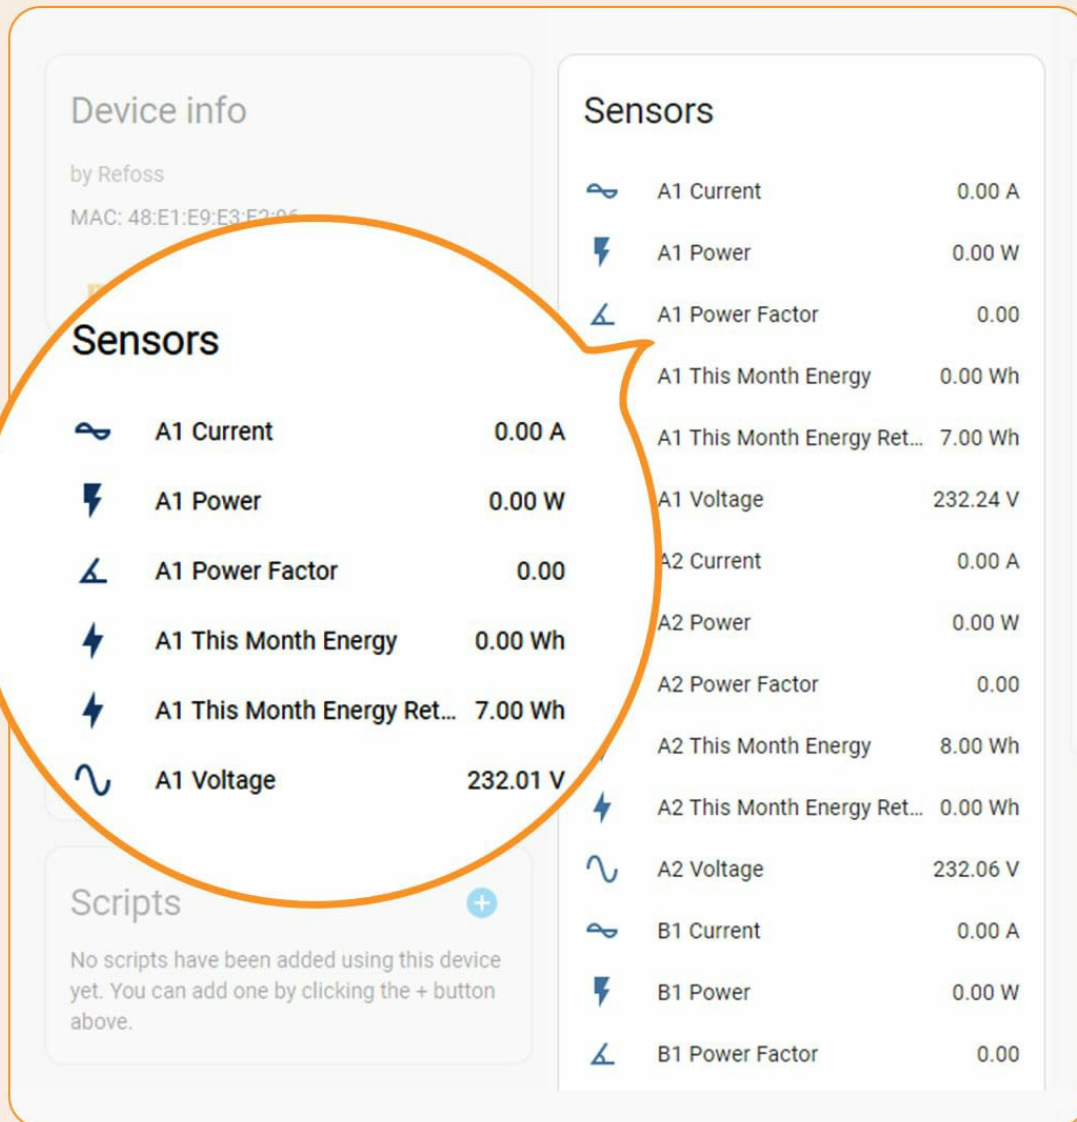 Device info
by Refoss
MAC: 48:E1:E9:E3:E2:96
Sensors
A1 Current 0.00 A
A1 Power 0.00 W
A1 Power Factor 0.00
A1 This Month Energy 0.00 Wh
A1 This Month Energy Ret... 7.00 Wh
A1 Voltage 232.01 V
Scripts
No scripts have been added using this device
yet. You can add one by clicking the + button
above.
Sensors
A1 Current 0.00 A
A1 Power 0.00 W
A1 Power Factor 0.00
A1 This Month Energy 0.00 Wh
A1 This Month Energy Ret... 7.00 Wh
A1 Voltage 232.24 V
A2 Current 0.00 A
A2 Power 0.00 W
A2 Power Factor 0.00
A2 This Month Energy 8.00 Wh
A2 This Month Energy Ret... 0.00 Wh
A2 Voltage 232.06 V
B1 Current 0.00 A
B1 Power 0.00 W
B1 Power Factor 0.00